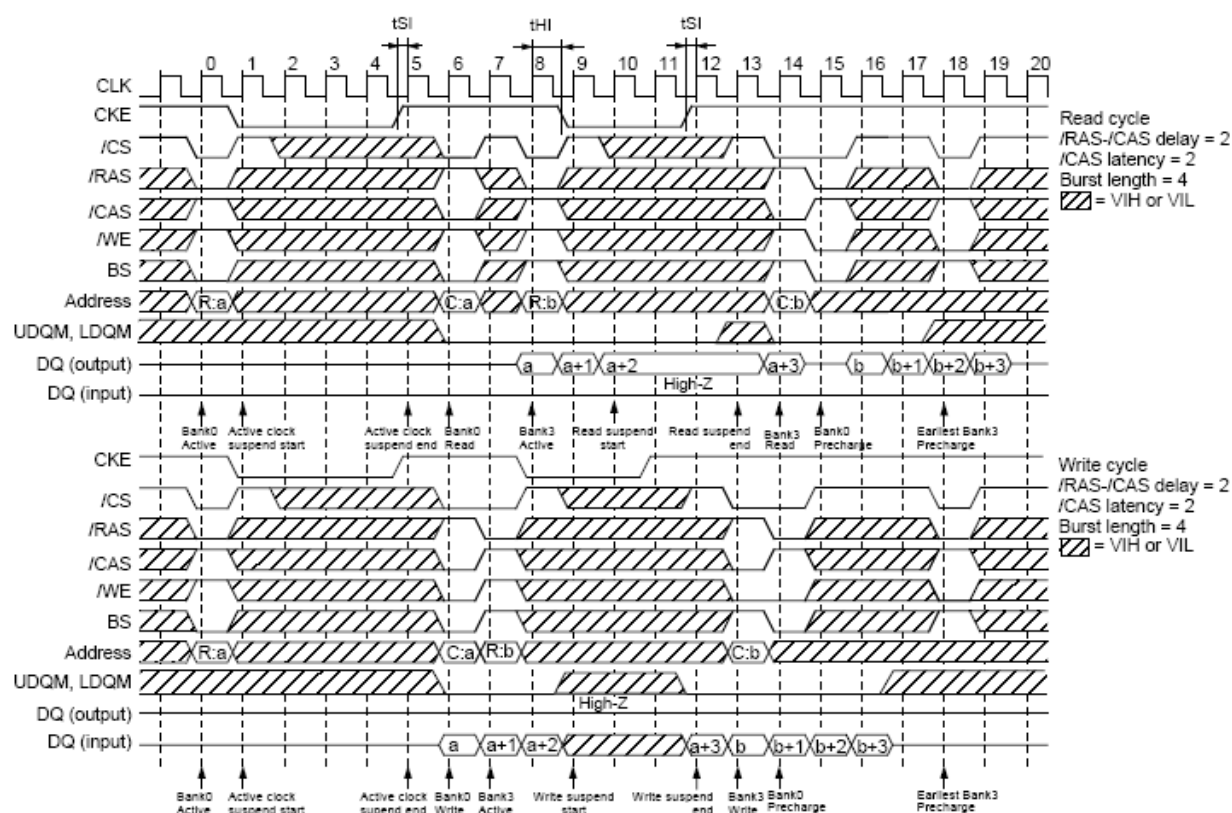 tSI tHI tSI
0 1 2 3 4 5 6 7 8 9 10 11 12 13 14 15 16 17 18 19 20
CLK
CKE
/CS
/RAS
/CAS
/WE
BS
Address R:a C:a R:b C:b
UDQM, LDQM
DQ (output) a a+1 a+2 a+3 b b+1 b+2 b+3
High-Z
DQ (input)
Bank0 Active clock Active clock Bank0 Bank3 Read suspend Read suspend Bank3 Bank0 Earliest Bank3
Active suspend start suspend end Read Active start end Read Precharge Precharge
Read cycle
/RAS-/CAS delay = 2
/CAS latency = 2
Burst length = 4
= VIH or VIL
CKE
/CS
/RAS
/CAS
/WE
BS
Address R:a C:a R:b C:b
UDQM, LDQM
High-Z
DQ (output)
DQ (input) a a+1 a+2 a+3 b b+1 b+2 b+3
Bank0 Active clock Active clock Bank0 Bank3 Write suspend Write suspend Bank3 Bank0 Earliest Bank3
Active suspend start suspend end Write Active start end Write Precharge Precharge
Write cycle
/RAS-/CAS delay = 2
/CAS latency = 2
Burst length = 4
= VIH or VIL